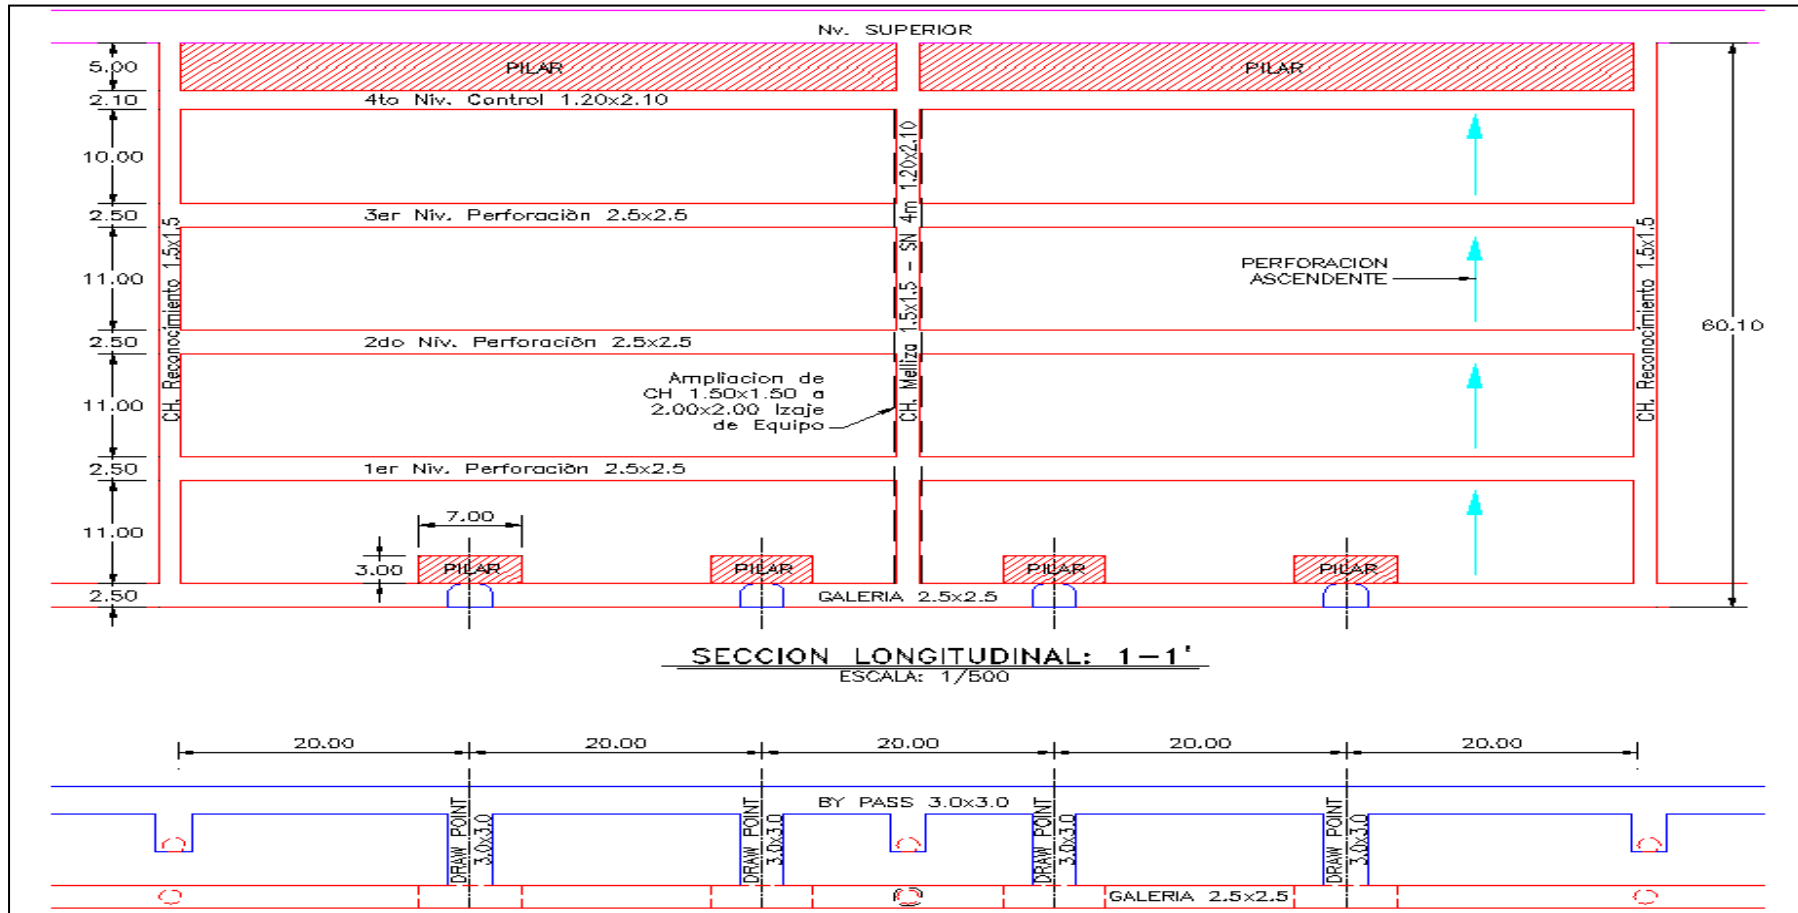 Nv. SUPERIOR
5.00
PILAR
PILAR
2.10
4to Niv. Control 1.20x2.10
10.00
2.50
3er Niv. Perforación 2.5x2.5
11.00
PERFORACION
ASCENDENTE
2.50
2do Niv. Perforación 2.5x2.5
60.10
11.00
Ampliacion de
CH 1.50x1.50 a
2.00x2.00 Izaje
de Equipo
2.50
1er Niv. Perforación 2.5x2.5
11.00
7.00
3.00
PILAR
PILAR
PILAR
PILAR
2.50
GALERIA 2.5x2.5
CH. Reconocimiento 1.5x1.5
CH. Melliza 1.5x1.5 - SN 4m 1.20x2.10
CH. Reconocimiento 1.5x1.5
SECCION LONGITUDINAL: 1-1'
ESCALA: 1/500
20.00
20.00
20.00
20.00
20.00
BY PASS 3.0x3.0
DRAW POINT
3.0x3.0
DRAW POINT
3.0x3.0
DRAW POINT
3.0x3.0
DRAW POINT
3.0x3.0
GALERIA 2.5x2.5